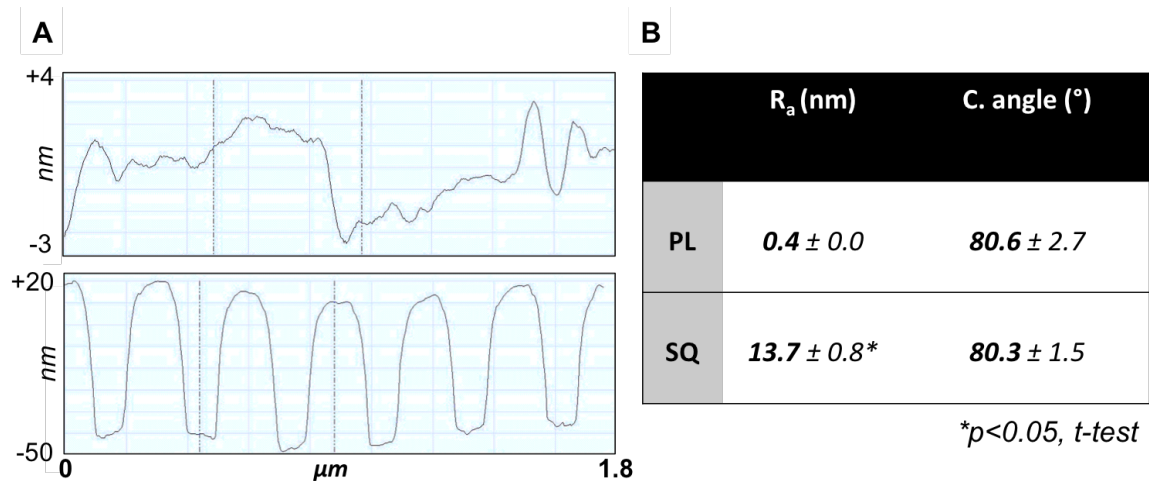 A
+4
nm
-3
+20
nm
-50
0
µm
1.8
B
Rₐ (nm) C. angle (°)
PL 0.4 ± 0.0 80.6 ± 2.7
SQ 13.7 ± 0.8* 80.3 ± 1.5
*p<0.05, t-test